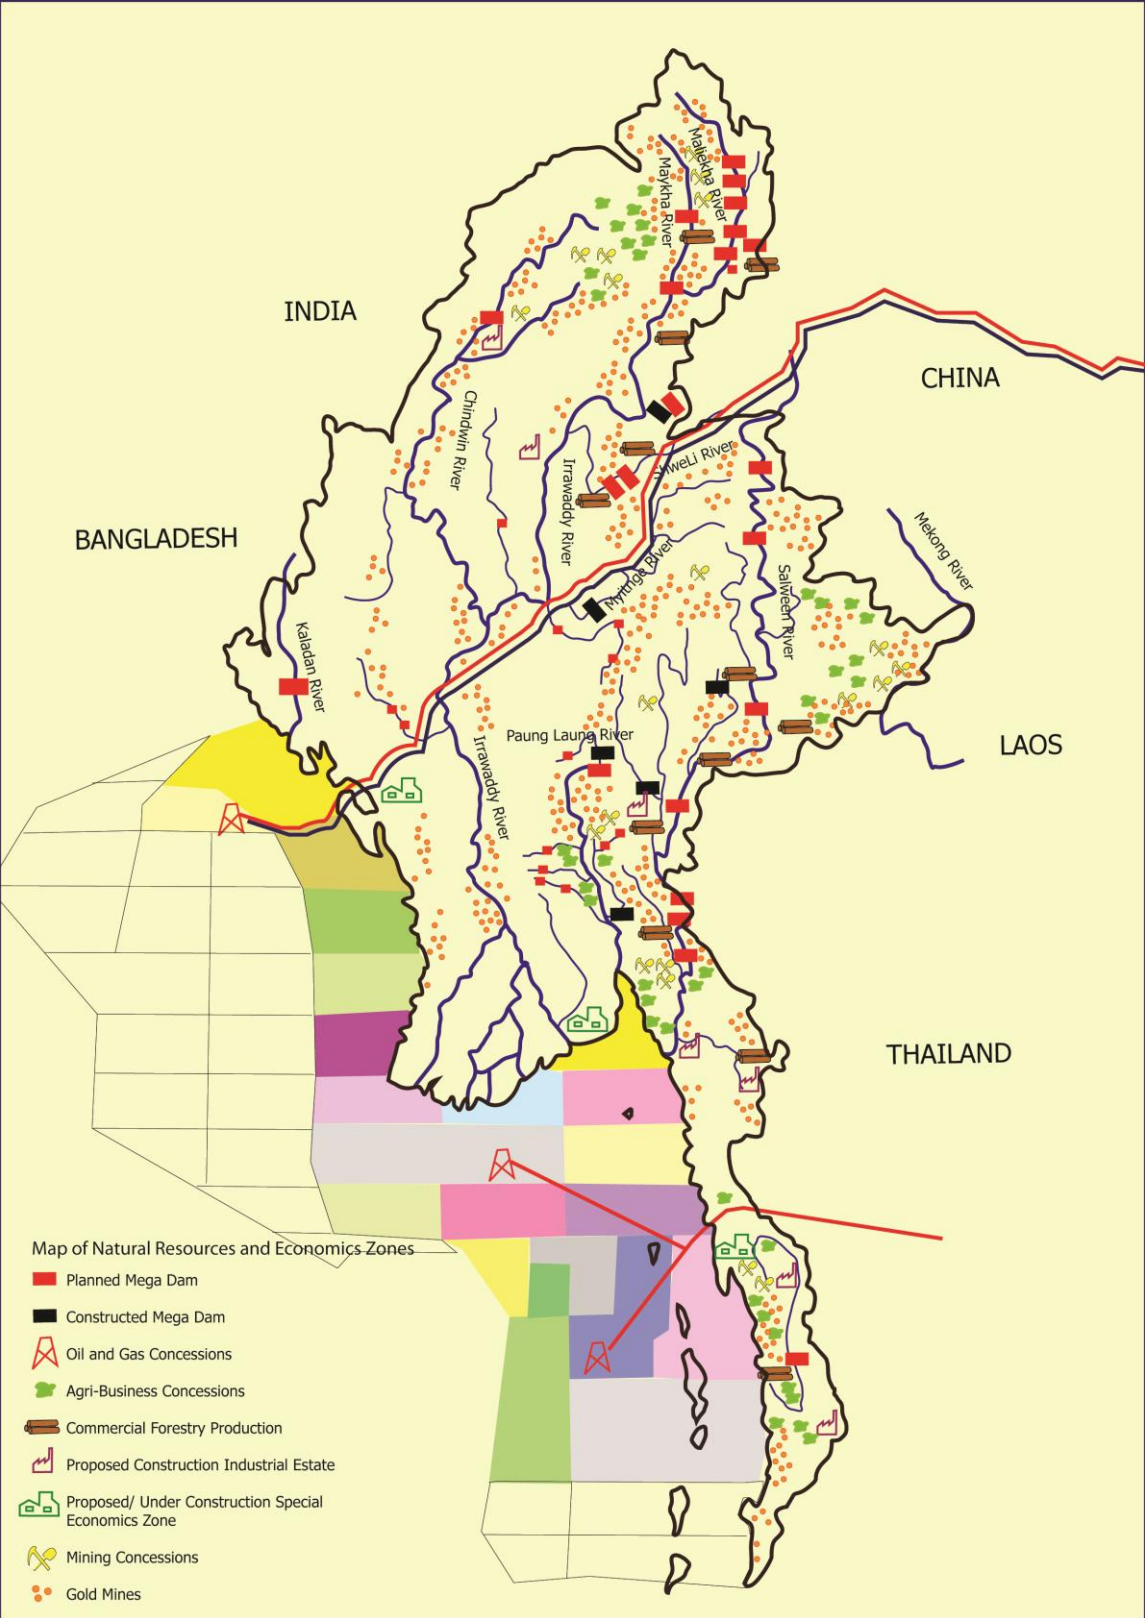 Maliekha River
Maykha River
INDIA
CHINA
Chindwin River
Irrawaddy River
ShweLi River
BANGLADESH
Mekong River
Myitnge River
Salween River
Kaladan River
Paung Laung River
LAOS
Irrawaddy River
THAILAND
Map of Natural Resources and Economics Zones
Planned Mega Dam
Constructed Mega Dam
Oil and Gas Concessions
Agri-Business Concessions
Commercial Forestry Production
Proposed Construction Industrial Estate
Proposed/ Under Construction Special
Economics Zone
Mining Concessions
Gold Mines